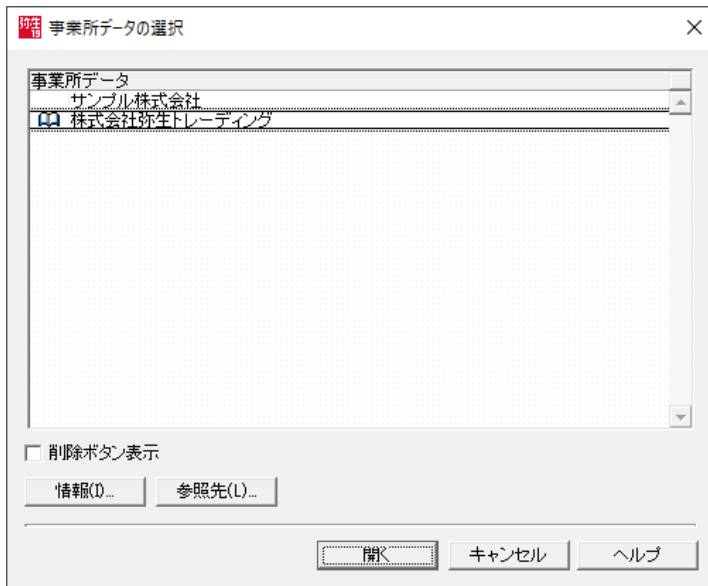 弥生
19
事業所データの選択
事業所データ
サンプル株式会社
株式会社弥生トレーディング
削除ボタン表示
情報(I)...
参照先(L)...
開く
キャンセル
ヘルプ